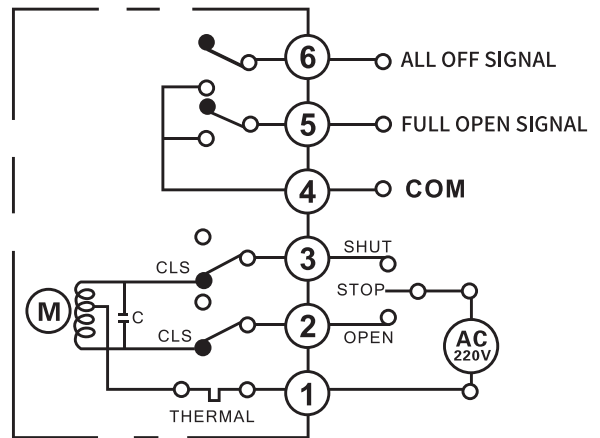 6 ALL OFF SIGNAL
5 FULL OPEN SIGNAL
4 COM
CLS 3 SHUT
STOP
M C
CLS 2 OPEN
AC
220V
1
THERMAL